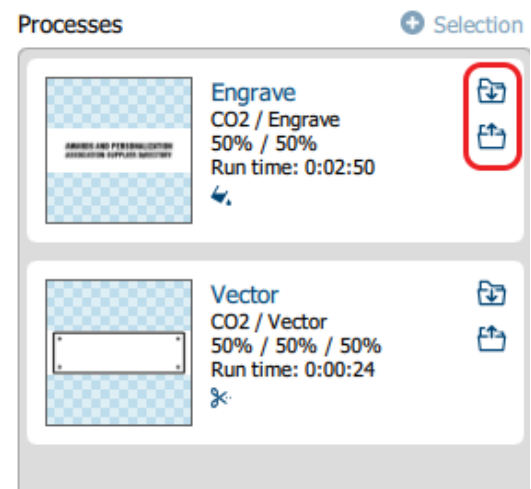 Processes
Selection
Engrave
CO2 / Engrave
50% / 50%
Run time: 0:02:50
AWARDS AND PERSONALIZATION
ASSOCIATION SUPPLIER DIRECTORY
Vector
CO2 / Vector
50% / 50% / 50%
Run time: 0:00:24